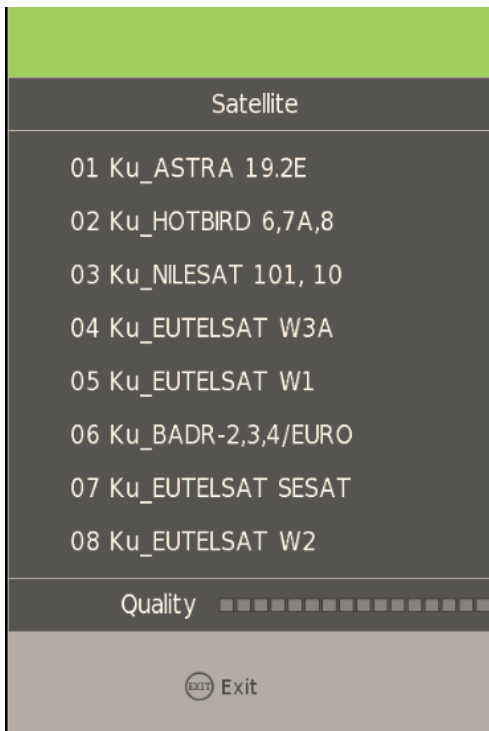 Satellite
01 Ku_ASTRA 19.2E
02 Ku_HOTBIRD 6,7A,8
03 Ku_NILESAT 101, 10
04 Ku_EUTELSAT W3A
05 Ku_EUTELSAT W1
06 Ku_BADR-2,3,4/EURO
07 Ku_EUTELSAT SESAT
08 Ku_EUTELSAT W2
Quality
EXIT Exit